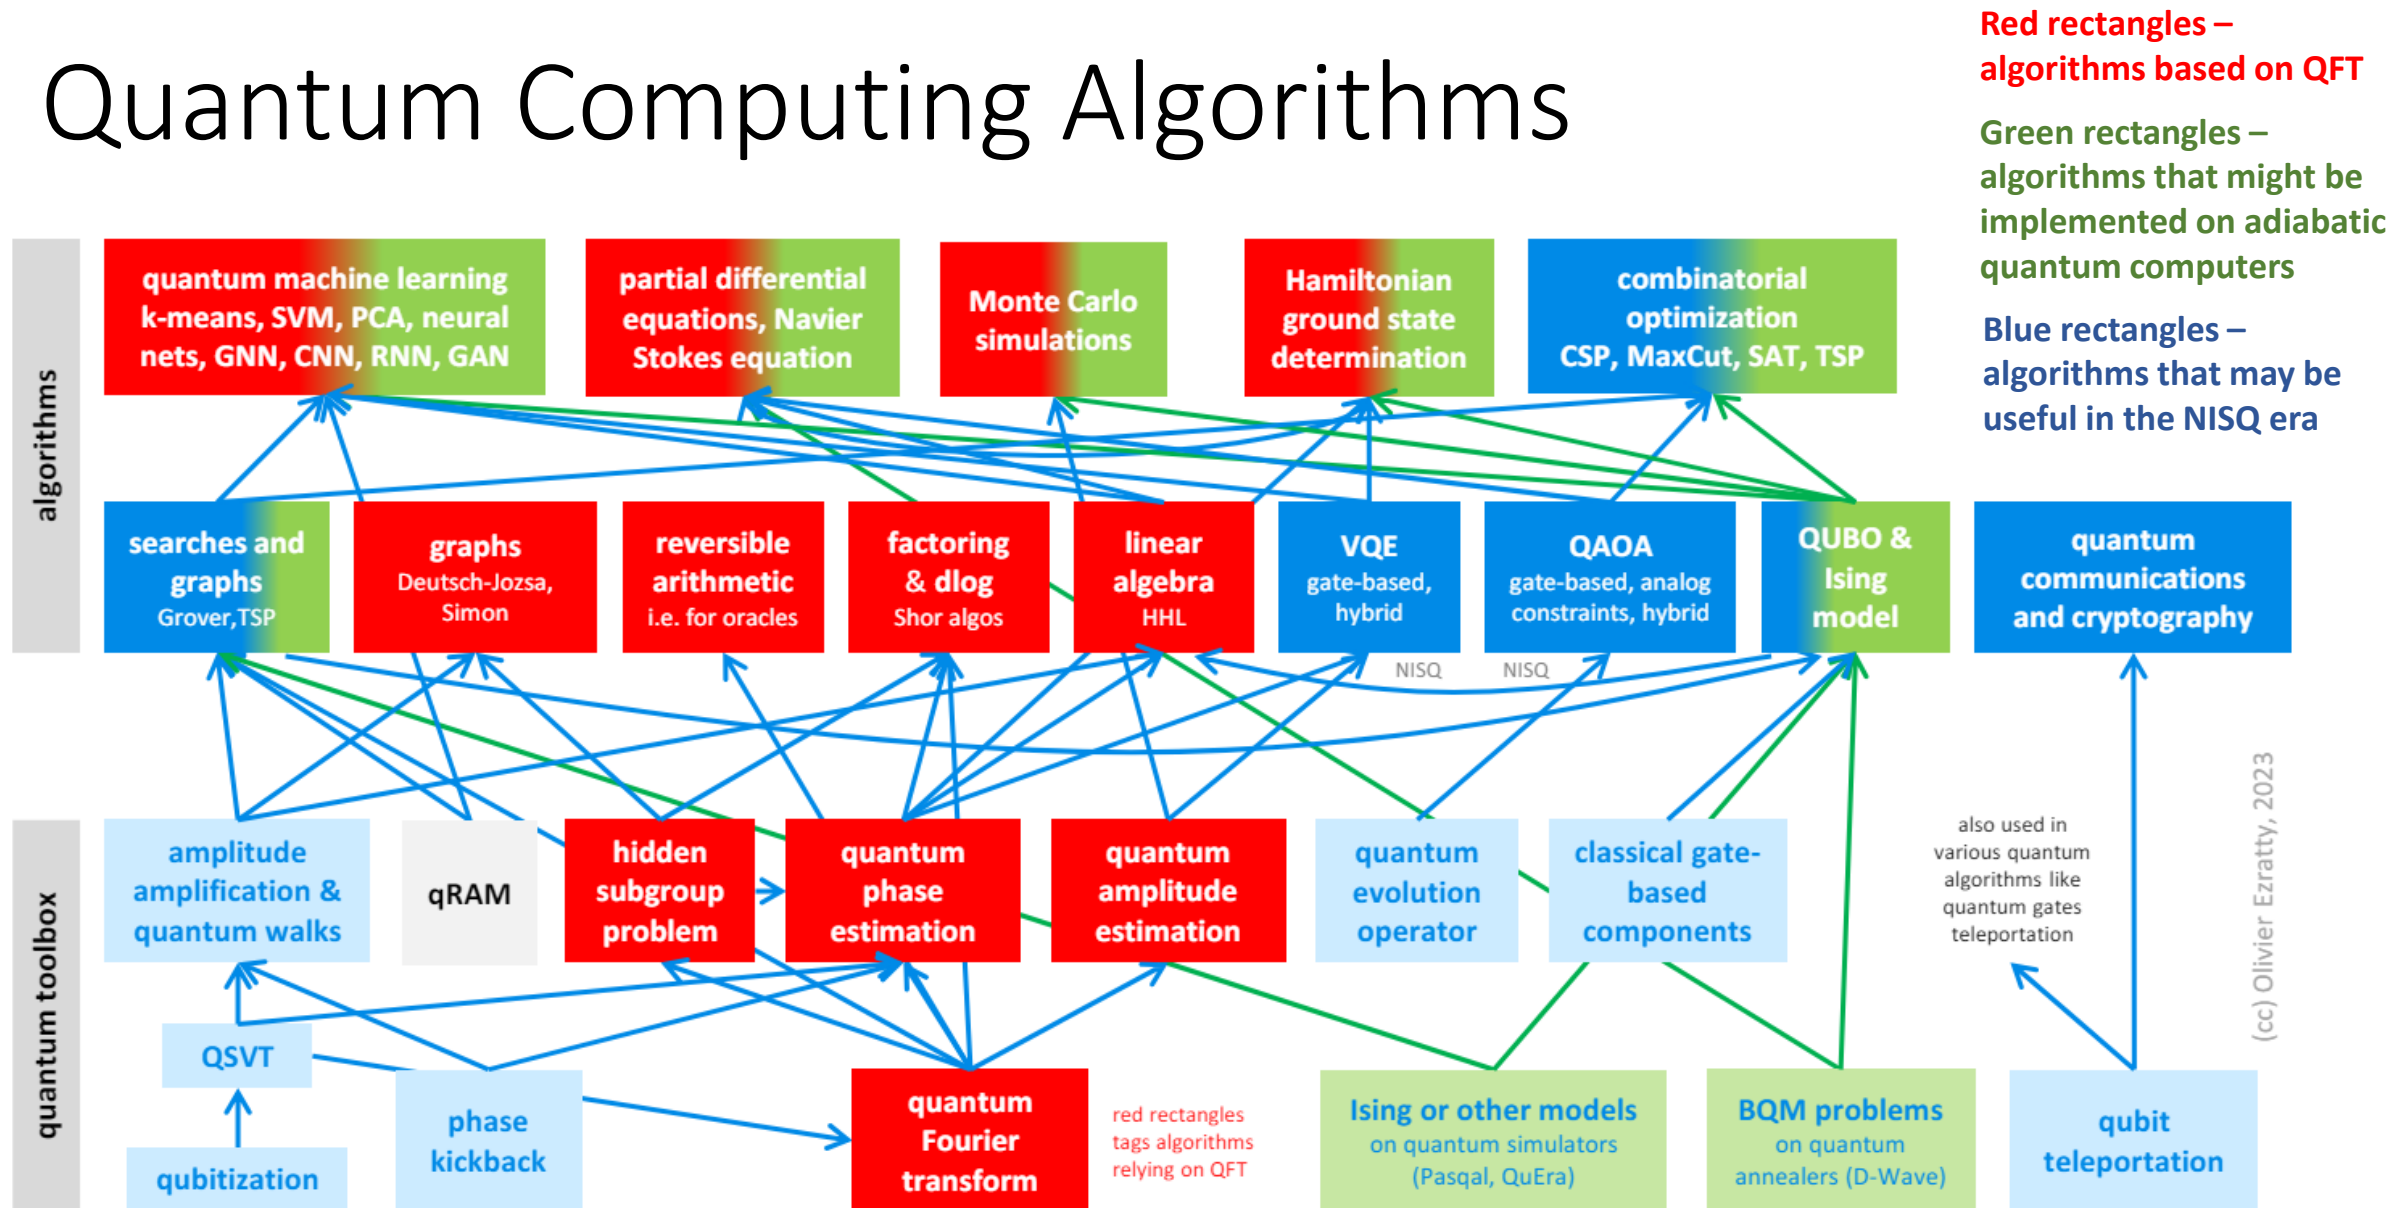 Quantum Computing Algorithms
Red rectangles –
algorithms based on QFT
Green rectangles –
algorithms that might be
implemented on adiabatic
quantum computers
Blue rectangles –
algorithms that may be
useful in the NISQ era
algorithms
quantum machine learning
k-means, SVM, PCA, neural
nets, GNN, CNN, RNN, GAN
partial differential
equations, Navier
Stokes equation
Monte Carlo
simulations
Hamiltonian
ground state
determination
combinatorial
optimization
CSP, MaxCut, SAT, TSP
searches and
graphs
Grover,TSP
graphs
Deutsch-Jozsa,
Simon
reversible
arithmetic
i.e. for oracles
factoring
& dlog
Shor algos
linear
algebra
HHL
VQE
gate-based,
hybrid
QAOA
gate-based, analog
constraints, hybrid
QUBO &
Ising
model
quantum
communications
and cryptography
NISQ
NISQ
quantum toolbox
amplitude
amplification &
quantum walks
qRAM
hidden
subgroup
problem
quantum
phase
estimation
quantum
amplitude
estimation
quantum
evolution
operator
classical gate-
based
components
also used in
various quantum
algorithms like
quantum gates
teleportation
(cc) Olivier Ezratty, 2023
QSVT
qubitization
phase
kickback
quantum
Fourier
transform
red rectangles
tags algorithms
relying on QFT
Ising or other models
on quantum simulators
(Pasqal, QuEra)
BQM problems
on quantum
annealers (D-Wave)
qubit
teleportation